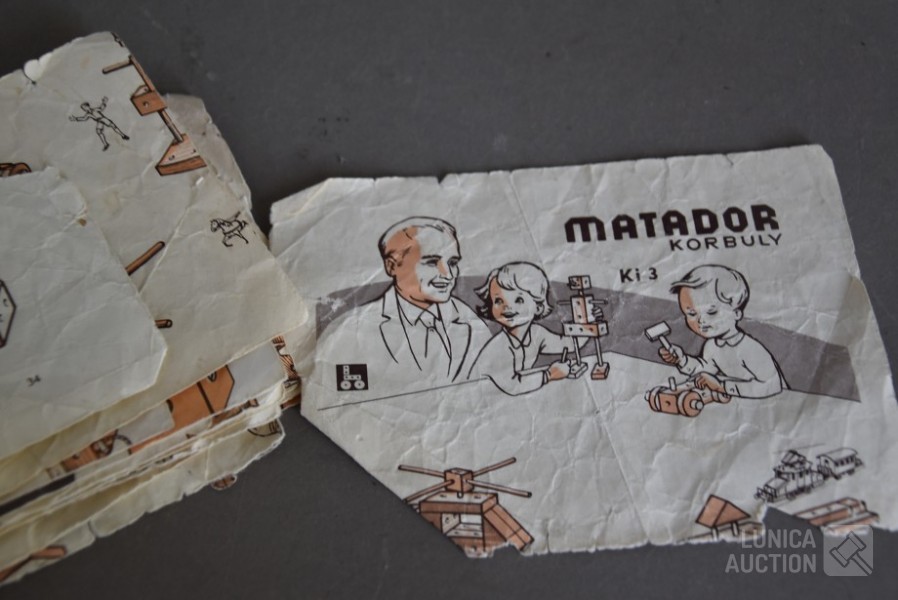 MATADOR
KORBULY
Ki 3
34
LUNICA
AUCTION